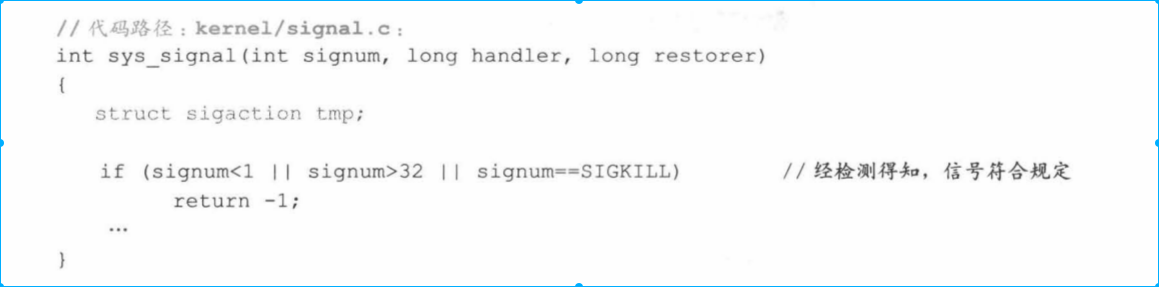 // 代码路径：kernel/signal.c：
int sys_signal(int signum, long handler, long restorer)
{
struct sigaction tmp;
if (signum<1 || signum>32 || signum==SIGKILL) // 经检测得知，信号符合规定
return -1;
…
}